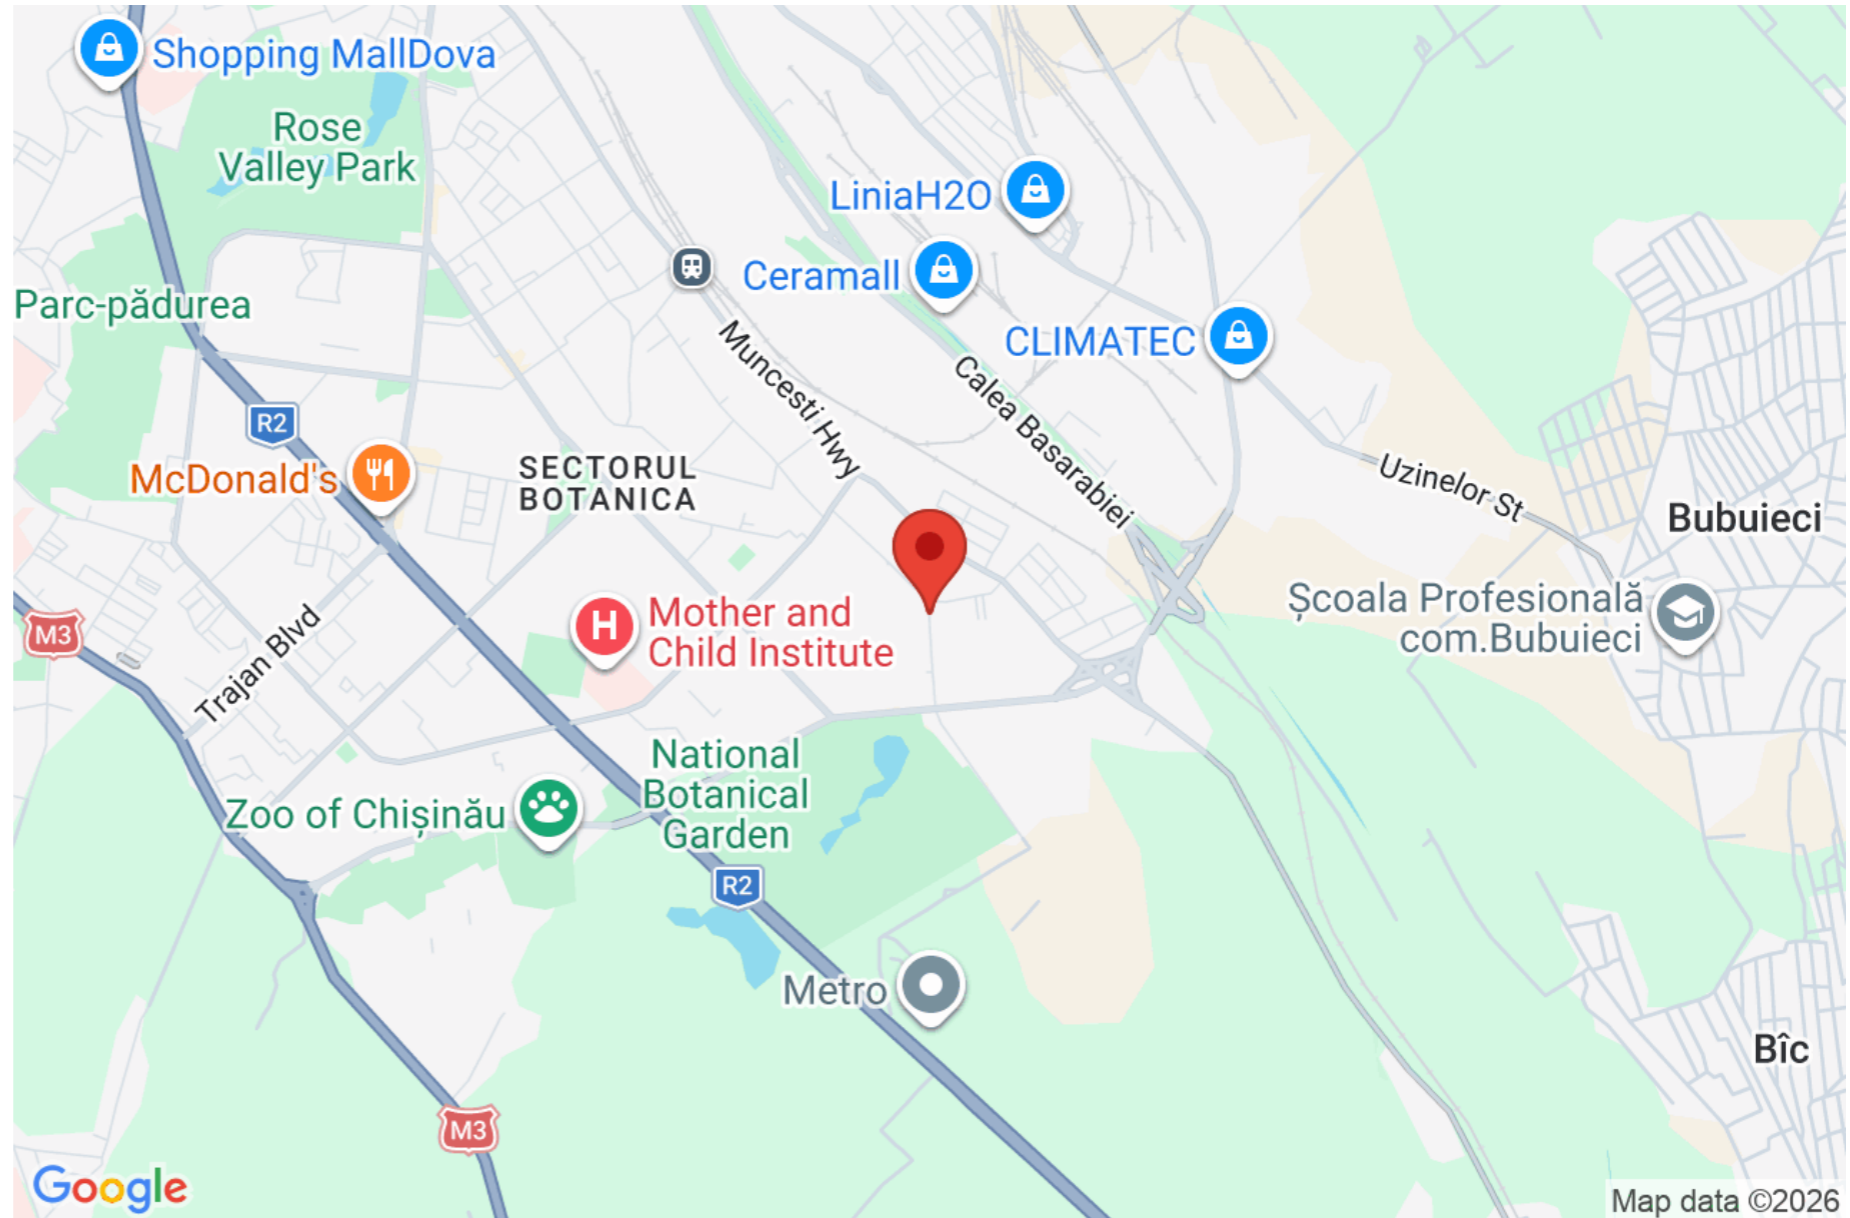 Shopping MallDova
Rose
Valley Park
LiniaH2O
Ceramall
Parc-pădurea
CLIMATEC
Muncesti Hwy
Calea Basarabiei
R2
McDonald's
SECTORUL
BOTANICA
Uzinelor St
Bubuieci
Școala Profesională
com.Bubuieci
H
Mother and
Child Institute
M3
Trajan Blvd
National
Botanical
Garden
Zoo of Chișinău
R2
Metro
Bîc
M3
Google
Map data ©2026